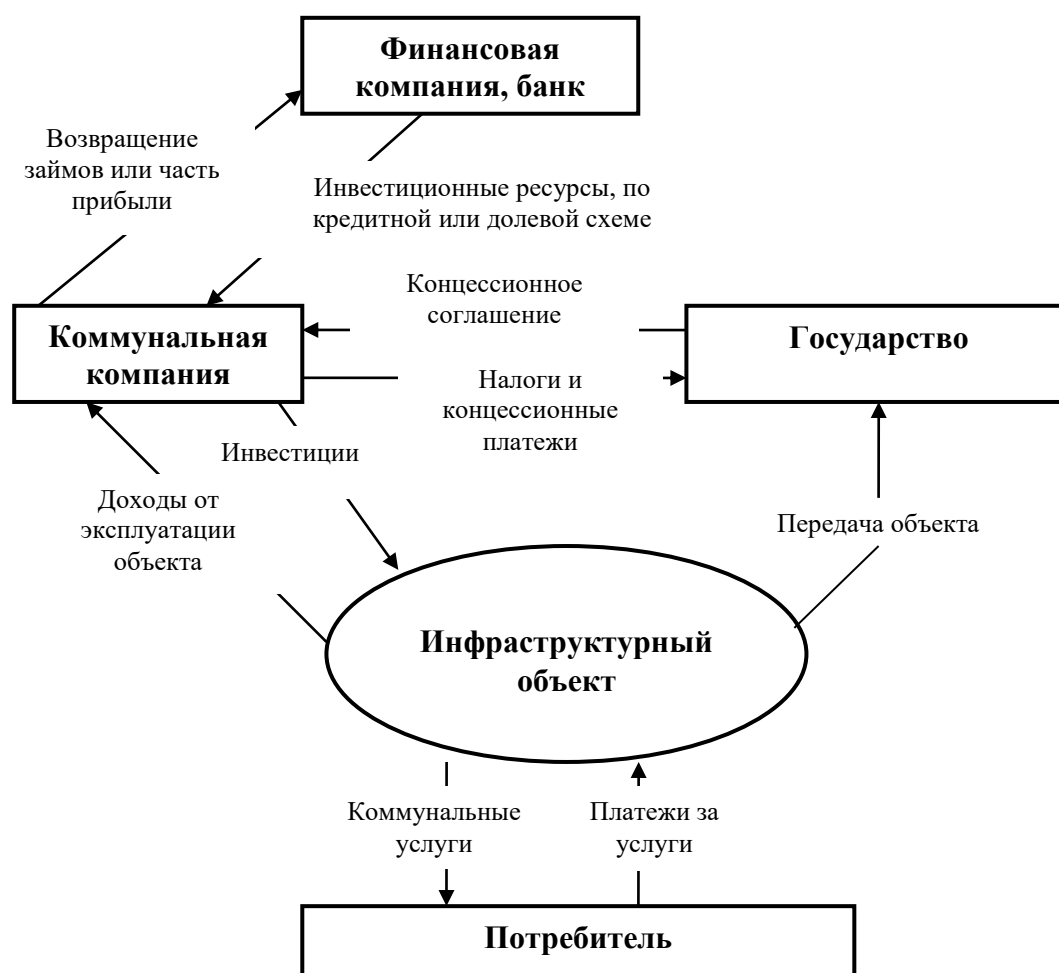 Финансовая
компания, банк
Возвращение
займов или часть
прибыли
Инвестиционные ресурсы, по
кредитной или долевой схеме
Концессионное
соглашение
Коммунальная
компания
Государство
Налоги и
концессионные
платежи
Инвестиции
Доходы от
эксплуатации
объекта
Передача объекта
Инфраструктурный
объект
Коммунальные
услуги
Платежи за
услуги
Потребитель